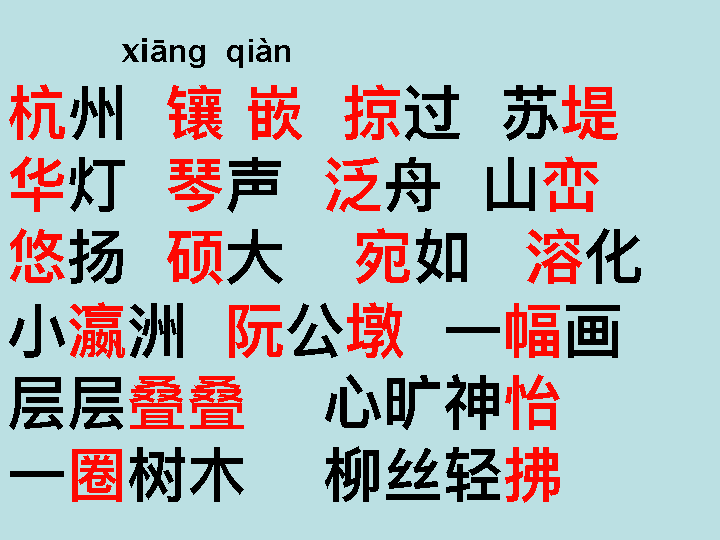 xiāng qiàn
杭州 镶嵌 掠过 苏堤
华灯 琴声 泛舟 山峦
悠扬 硕大 宛如 溶化
小瀛洲 阮公墩 一幅画
层层叠叠 心旷神怡
一圈树木 柳丝轻拂